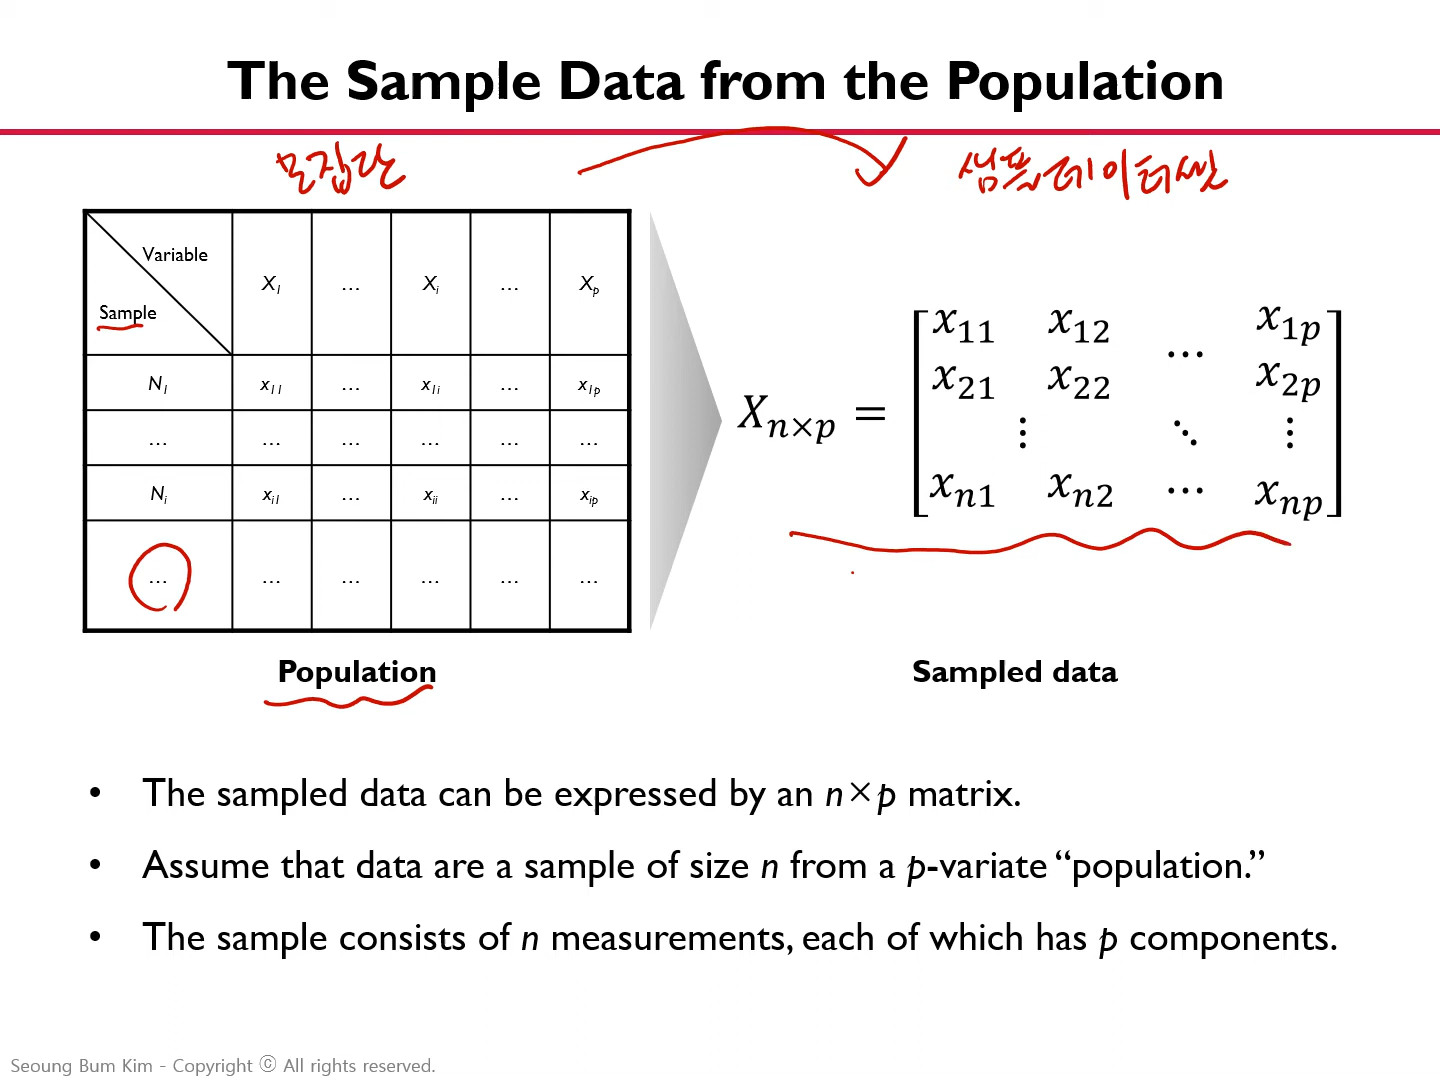 The Sample Data from the Population
모집단 샘플데이터셋
Variable
Sample
X1 … Xi … Xp
N1 x11 … x1i … x1p
… … … … … …
Ni xi1 … xii … xip
… … … … … …
Xn×p =
x11 x12 … x1p
x21 x22 x2p
⋮ ⋱ ⋮
xn1 xn2 … xnp
Population
Sampled data
• The sampled data can be expressed by an n×p matrix.
• Assume that data are a sample of size n from a p-variate “population.”
• The sample consists of n measurements, each of which has p components.
Seoung Bum Kim - Copyright ⓒ All rights reserved.